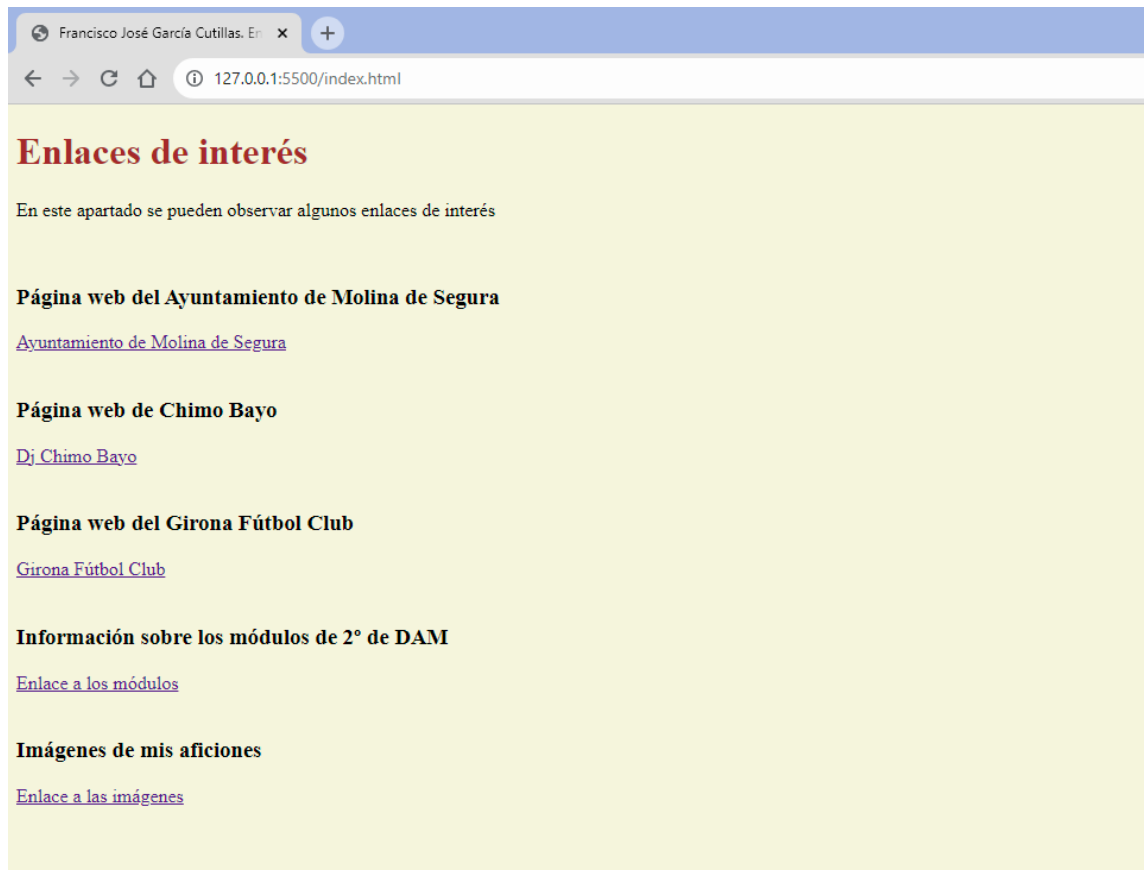 Francisco José García Cutillas. En
127.0.0.1:5500/index.html
Enlaces de interés
En este apartado se pueden observar algunos enlaces de interés
Página web del Ayuntamiento de Molina de Segura
Ayuntamiento de Molina de Segura
Página web de Chimo Bayo
Dj Chimo Bayo
Página web del Girona Fútbol Club
Girona Fútbol Club
Información sobre los módulos de 2º de DAM
Enlace a los módulos
Imágenes de mis aficiones
Enlace a las imágenes